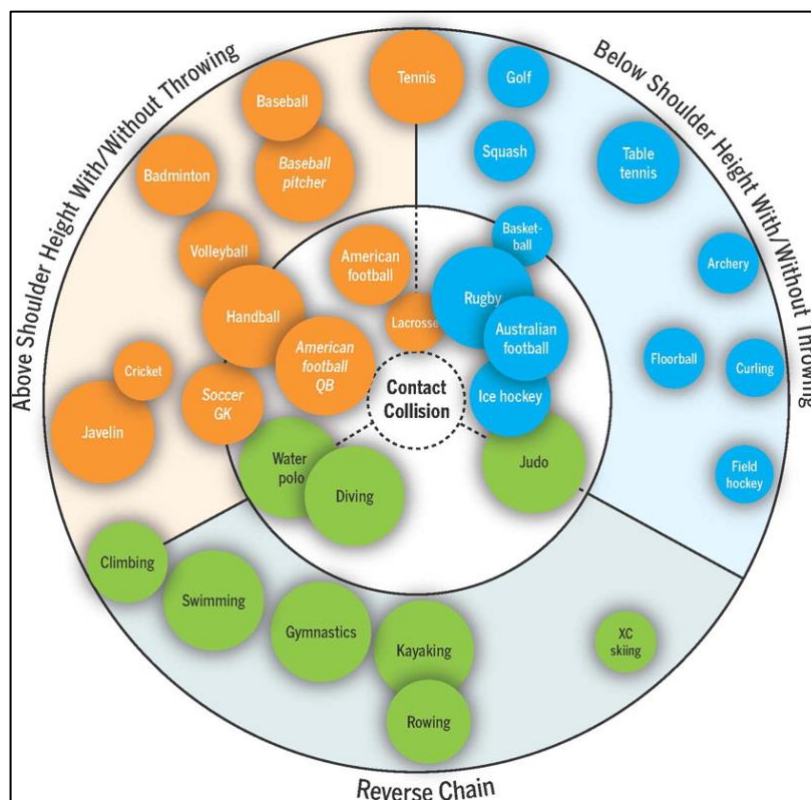 Above Shoulder Height With/Without Throwing
Below Shoulder Height With/Without Throwing
Tennis
Golf
Baseball
Squash
Table
tennis
Badminton
Baseball
pitcher
Volleyball
American
football
Basket-
ball
Archery
Handball
Lacrosse
Rugby
Australian
football
Floorball
Curling
Cricket
American
football
QB
Soccer
GK
Contact
Collision
Ice hockey
Javelin
Water
polo
Diving
Judo
Field
hockey
Climbing
Swimming
Gymnastics
Kayaking
XC
skiing
Rowing
Reverse Chain